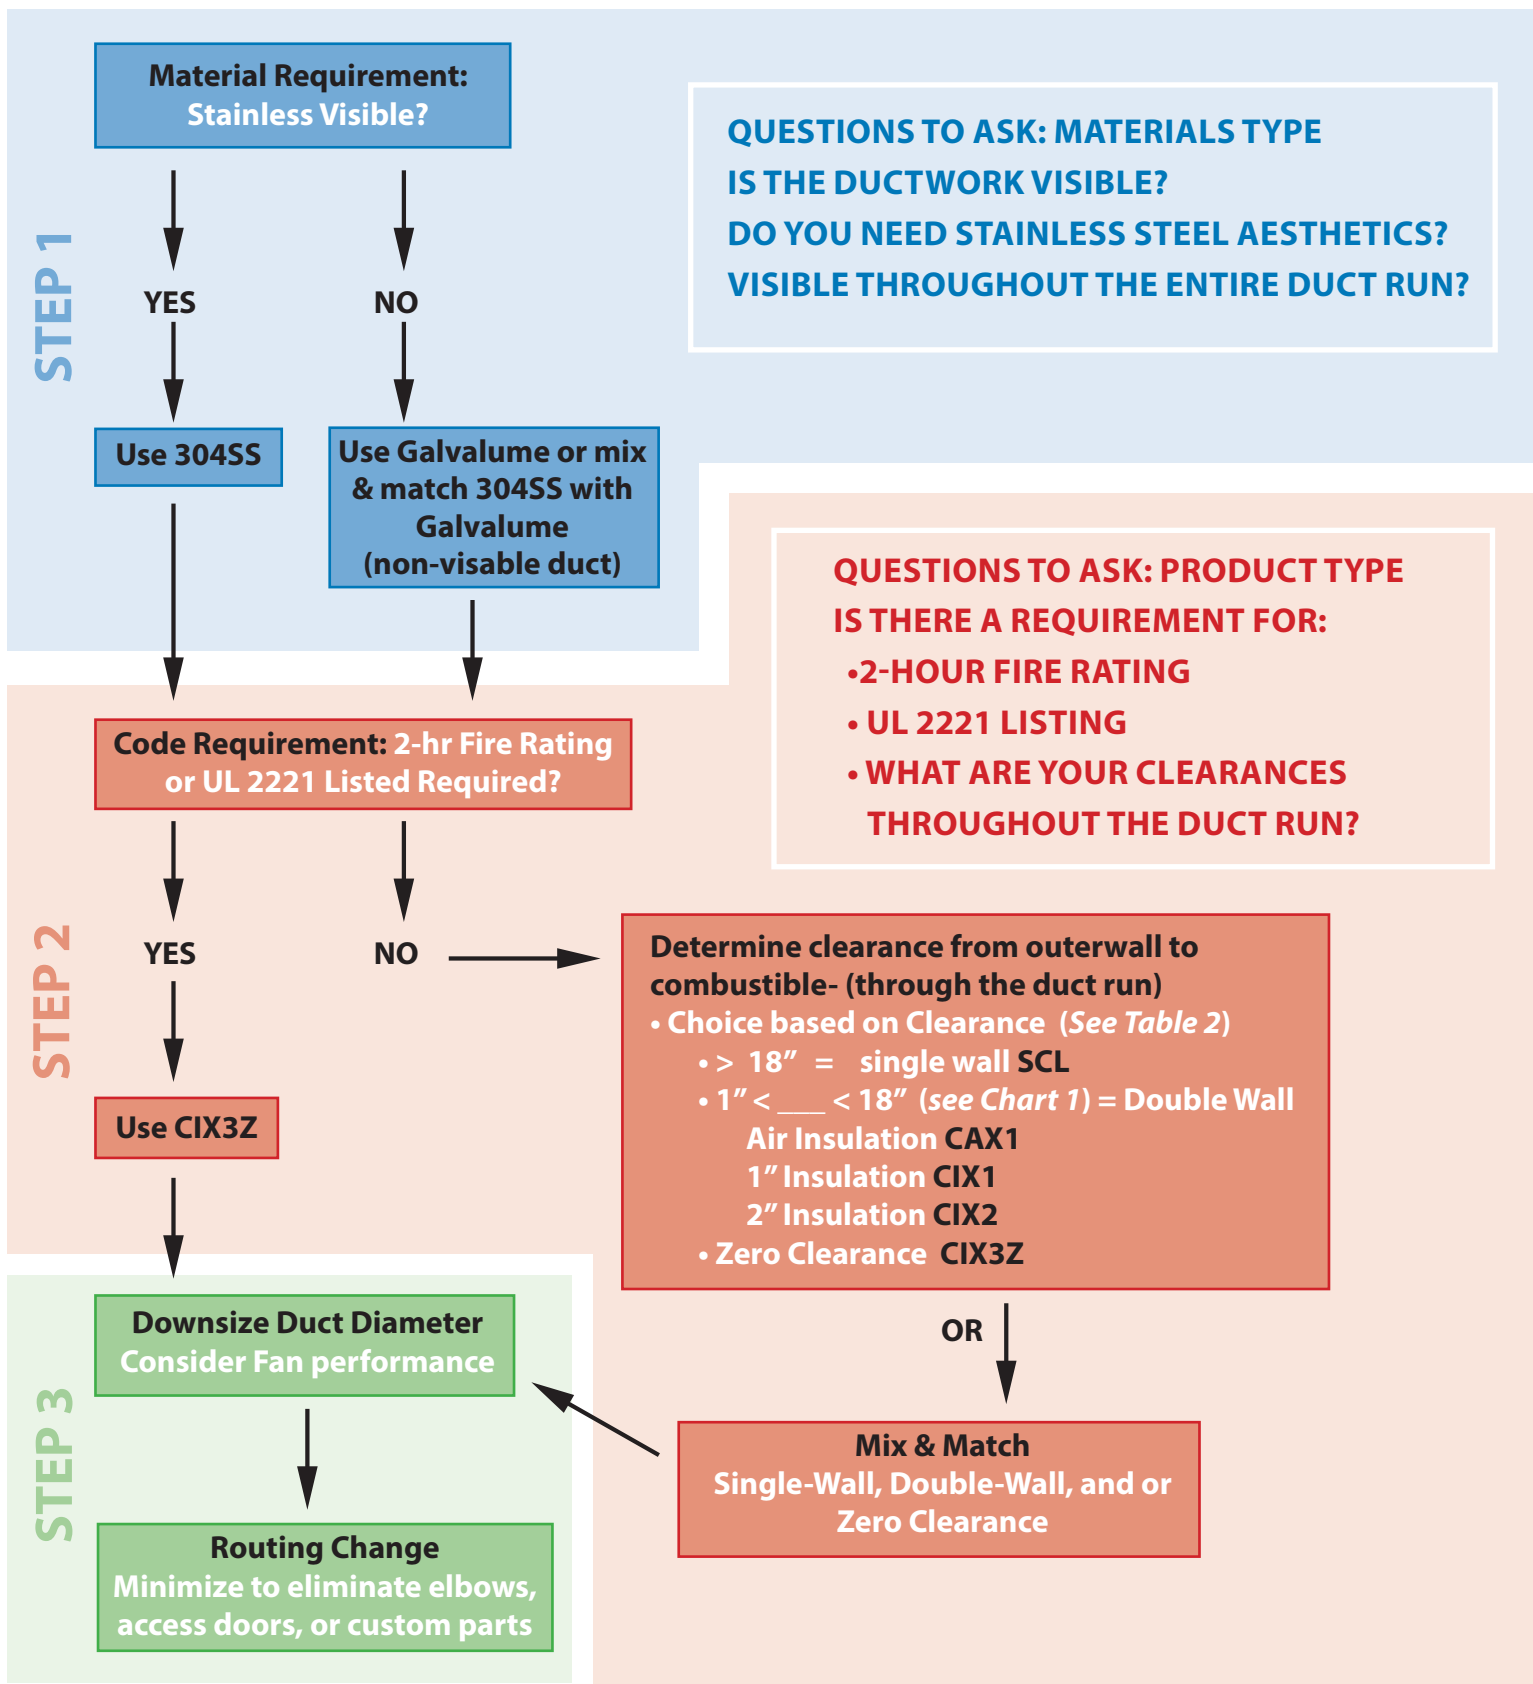 STEP 1
Material Requirement:
Stainless Visible?
YES
NO
Use 304SS
Use Galvalume or mix
& match 304SS with
Galvalume
(non-visable duct)
QUESTIONS TO ASK: MATERIALS TYPE
IS THE DUCTWORK VISIBLE?
DO YOU NEED STAINLESS STEEL AESTHETICS?
VISIBLE THROUGHOUT THE ENTIRE DUCT RUN?
STEP 2
Code Requirement: 2-hr Fire Rating
or UL 2221 Listed Required?
YES
NO
Use CIX3Z
QUESTIONS TO ASK: PRODUCT TYPE
IS THERE A REQUIREMENT FOR:
•2-HOUR FIRE RATING
• UL 2221 LISTING
• WHAT ARE YOUR CLEARANCES
THROUGHOUT THE DUCT RUN?
Determine clearance from outerwall to
combustible- (through the duct run)
• Choice based on Clearance (See Table 2)
• > 18” = single wall SCL
• 1” < ___ < 18” (see Chart 1) = Double Wall
Air Insulation CAX1
1” Insulation CIX1
2” Insulation CIX2
• Zero Clearance CIX3Z
OR
Mix & Match
Single-Wall, Double-Wall, and or
Zero Clearance
STEP 3
Downsize Duct Diameter
Consider Fan performance
Routing Change
Minimize to eliminate elbows,
access doors, or custom parts